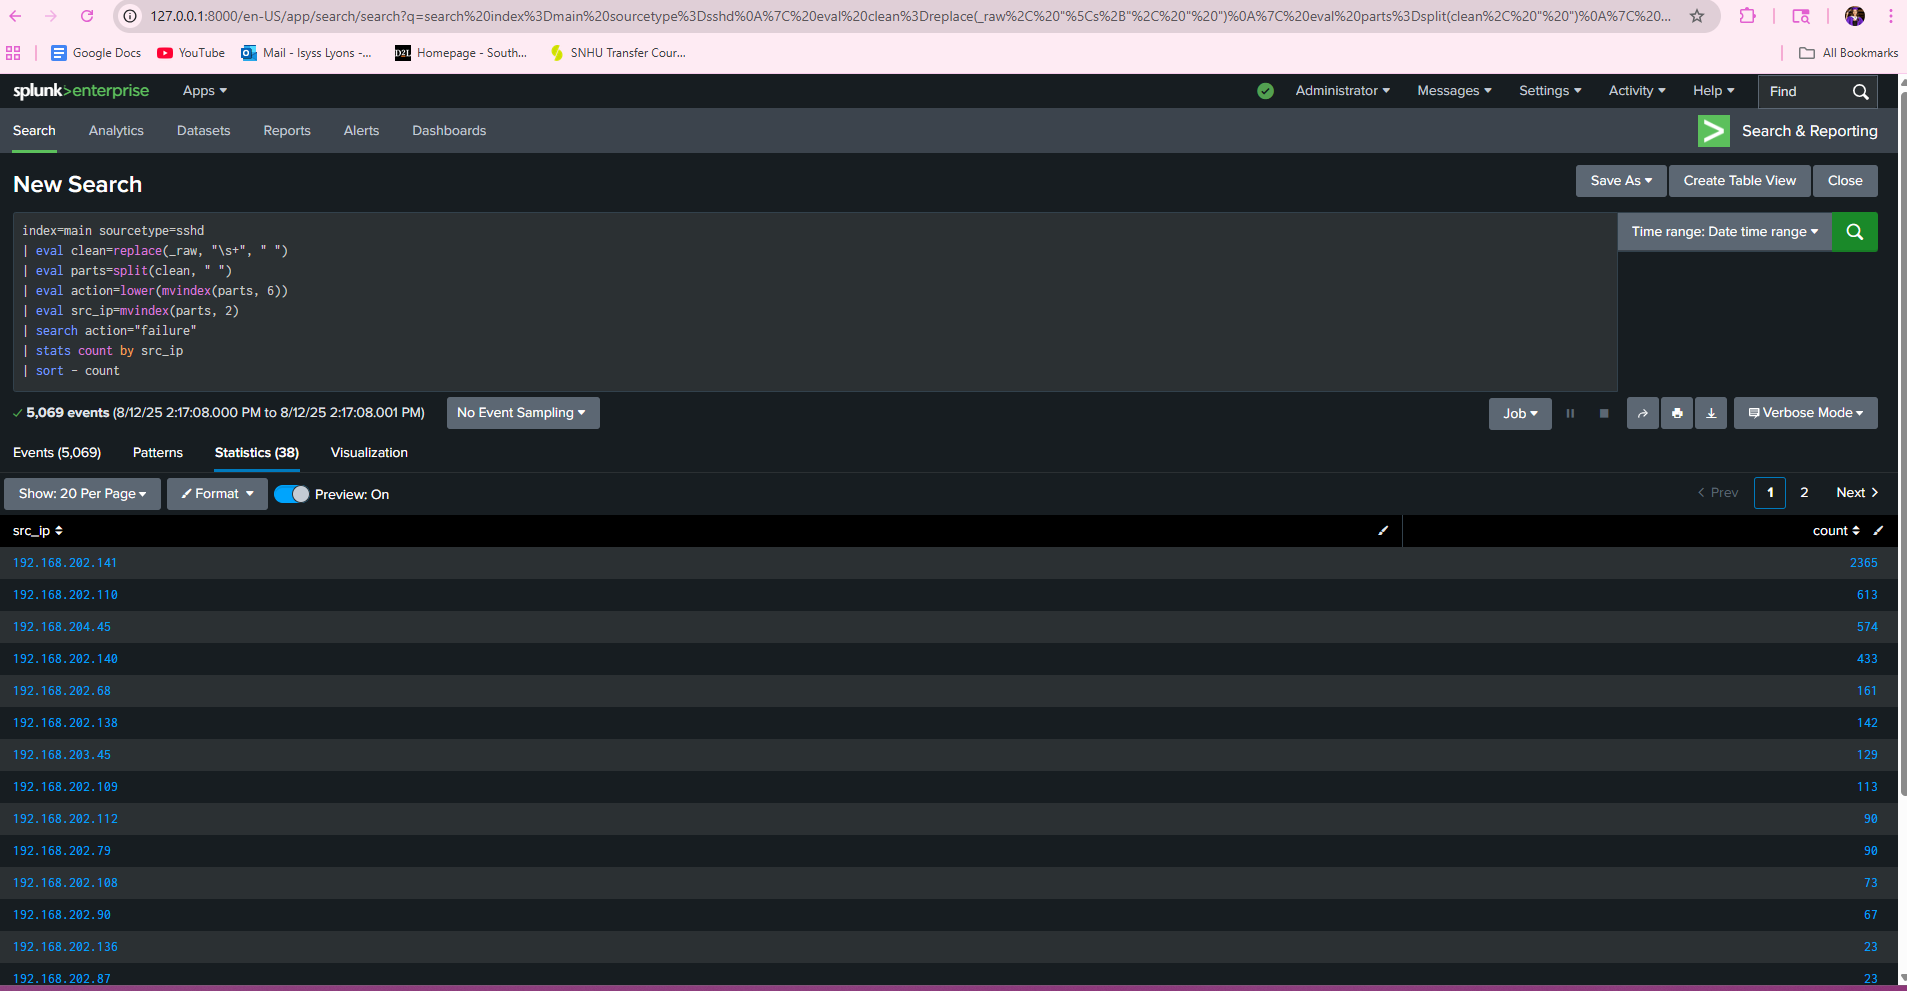 127.0.0.1:8000/en-US/app/search/search?q=search%20index%3Dmain%20sourcetype%3Dsshd%0A%7C%20eval%20clean%3Dreplace(_raw%2C%20"%5Cs%2B"%2C%20"%20")%0A%7C%20eval%20parts%3Dsplit(clean%2C%20"%20")%0A%7C%20...
Google Docs YouTube Mail - Isyss Lyons -... D2L Homepage - South... SNHU Transfer Cour... All Bookmarks
splunk>enterprise Apps Administrator Messages Settings Activity Help Find
Search Analytics Datasets Reports Alerts Dashboards Search & Reporting
New Search Save As Create Table View Close
index=main sourcetype=sshd Time range: Date time range
| eval clean=replace(_raw, "\s+", " ")
| eval parts=split(clean, " ")
| eval action=lower(mvindex(parts, 6))
| eval src_ip=mvindex(parts, 2)
| search action="failure"
| stats count by src_ip
| sort - count
5,069 events (8/12/25 2:17:08.000 PM to 8/12/25 2:17:08.001 PM) No Event Sampling Job Verbose Mode
Events (5,069) Patterns Statistics (38) Visualization
Show: 20 Per Page Format Preview: On < Prev 1 2 Next >
src_ip count
192.168.202.141 2365
192.168.202.110 613
192.168.204.45 574
192.168.202.140 433
192.168.202.68 161
192.168.202.138 142
192.168.203.45 129
192.168.202.109 113
192.168.202.112 90
192.168.202.79 90
192.168.202.108 73
192.168.202.90 67
192.168.202.136 23
192.168.202.87 23